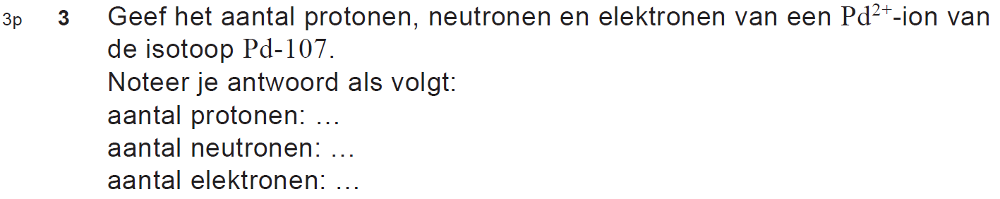 3p 3 Geef het aantal protonen, neutronen en elektronen van een Pd²⁺-ion van
de isotoop Pd-107.
Noteer je antwoord als volgt:
aantal protonen: …
aantal neutronen: …
aantal elektronen: …